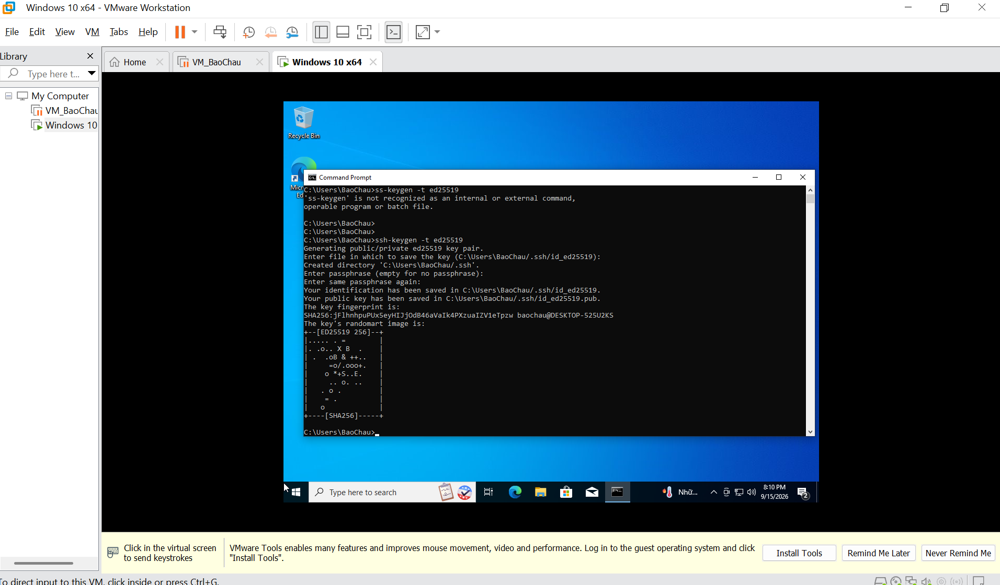 Windows 10 x64 - VMware Workstation
File Edit View VM Tabs Help
Library
Type here t...
Home
VM_BaoChau
Windows 10 x64
My Computer
VM_BaoChau
Windows 10
Recycle Bin
Micr
Ed
Command Prompt
C:\Users\BaoChau>ss-keygen -t ed25519
'ss-keygen' is not recognized as an internal or external command,
operable program or batch file.
C:\Users\BaoChau>
C:\Users\BaoChau>
C:\Users\BaoChau>ssh-keygen -t ed25519
Generating public/private ed25519 key pair.
Enter file in which to save the key (C:\Users\BaoChau/.ssh/id_ed25519):
Created directory 'C:\Users\BaoChau/.ssh'.
Enter passphrase (empty for no passphrase):
Enter same passphrase again:
Your identification has been saved in C:\Users\BaoChau/.ssh/id_ed25519.
Your public key has been saved in C:\Users\BaoChau/.ssh/id_ed25519.pub.
The key fingerprint is:
SHA256:jFlhnhpuPUx5eyHIJjOdB46aVaIk4PXzuaIZV1eTpzw baochau@DESKTOP-525U2KS
The key's randomart image is:
+--[ED25519 256]--+
|..... . =        |
|. .o.. X B  .    |
| .  .oB & ++..   |
|     =o/.ooo+.   |
|    o *+S..E.    |
|     .. o. ..    |
|   . o .         |
|    = .          |
|   o             |
+----[SHA256]-----+
C:\Users\BaoChau>
Type here to search
Nhữ...
8:10 PM
9/15/2026
2
Click in the virtual screen
to send keystrokes
VMware Tools enables many features and improves mouse movement, video and performance. Log in to the guest operating system and click
"Install Tools".
Install Tools
Remind Me Later
Never Remind Me
To direct input to this VM, click inside or press Ctrl+G.